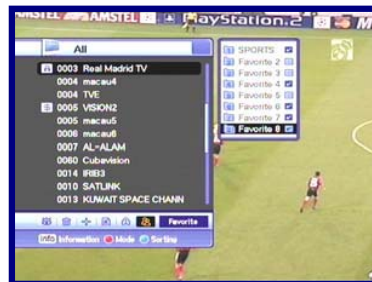 AMSTEL
PlayStation.2
All
0003 Real Madrid TV
0004 macau4
0004 TVE
0005 VISION2
0005 macau5
0006 macau6
0007 AL-ALAM
0060 Cubavision
0014 IRIB3
0010 SATLINK
0013 KUWAIT SPACE CHANN
SPORTS
Favorite 2
Favorite 3
Favorite 4
Favorite 5
Favorite 6
Favorite 7
Favorite 8
Favorite
Info Information Mode Sorting